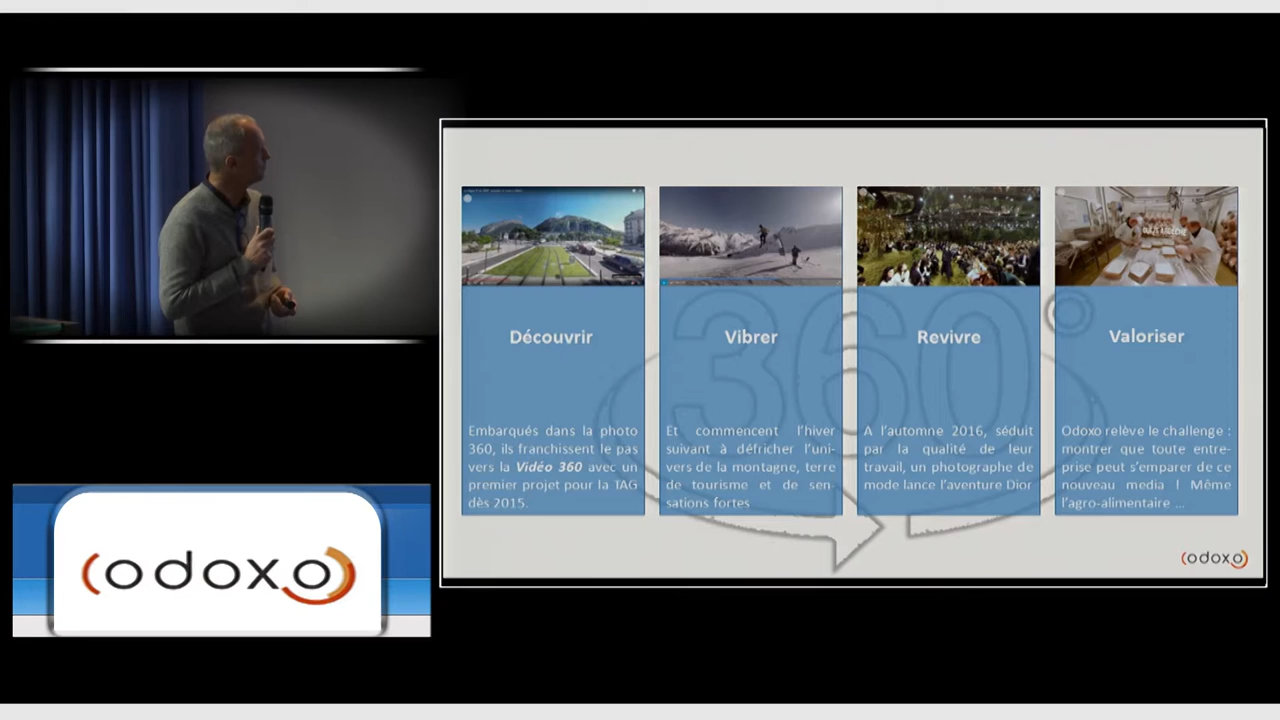 Découvrir
Embarqués dans la photo
360, ils franchissent le pas
vers la Vidéo 360 avec un
premier projet pour la TAG
dès 2015.
Vibrer
Et commencent l'hiver
suivant à défricher l'uni-
vers de la montagne, terre
de tourisme et de sen-
sations fortes
Revivre
A l'automne 2016, séduit
par la qualité de leur
travail, un photographe de
mode lance l'aventure Dior
Valoriser
Odoxo relève le challenge :
montrer que toute entre-
prise peut s'emparer de ce
nouveau media ! Même
l'agro-alimentaire ...
360°
(odoxo)
(odoxo)